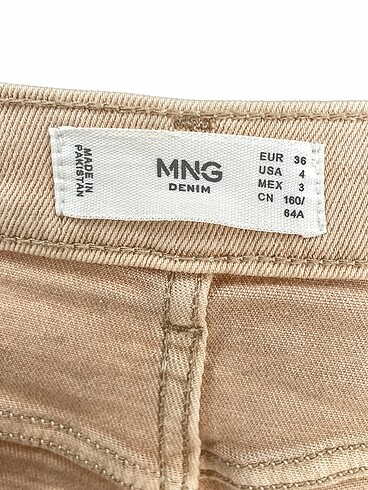 MADE IN
PAKISTAN
MNG
DENIM
EUR 36
USA 4
MEX 3
CN 160/
64A